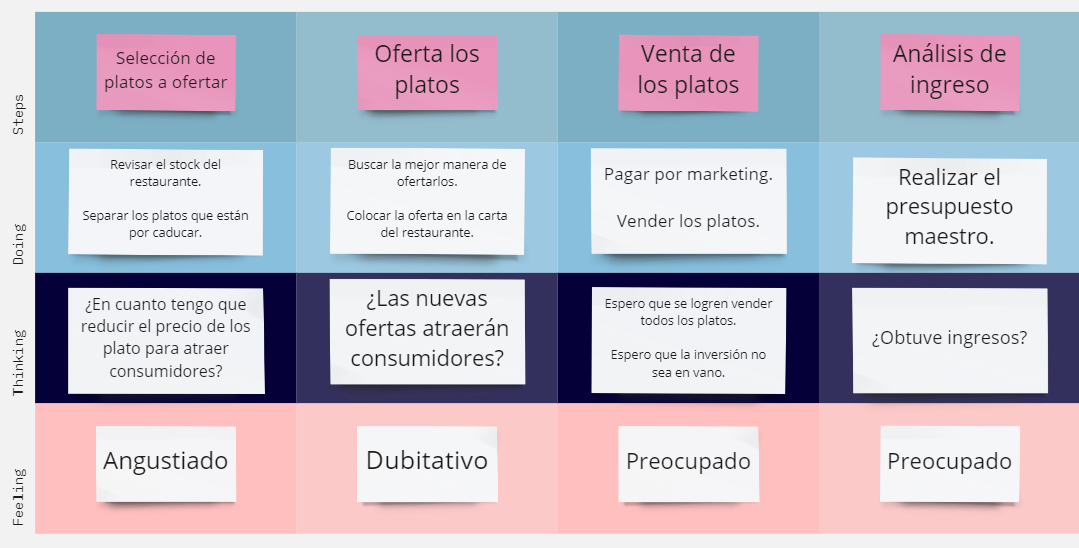 Steps
Selección de
platos a ofertar
Oferta los
platos
Venta de
los platos
Análisis de
ingreso
Doing
Revisar el stock del
restaurante.
Separar los platos que están
por caducar.
Buscar la mejor manera de
ofertarlos.
Colocar la oferta en la carta
del restaurante.
Pagar por marketing.
Vender los platos.
Realizar el
presupuesto
maestro.
Thinking
¿En cuanto tengo que
reducir el precio de los
plato para atraer
consumidores?
¿Las nuevas
ofertas atraerán
consumidores?
Espero que se logren vender
todos los platos.
Espero que la inversión no
sea en vano.
¿Obtuve ingresos?
Feeling
Angustiado
Dubitativo
Preocupado
Preocupado